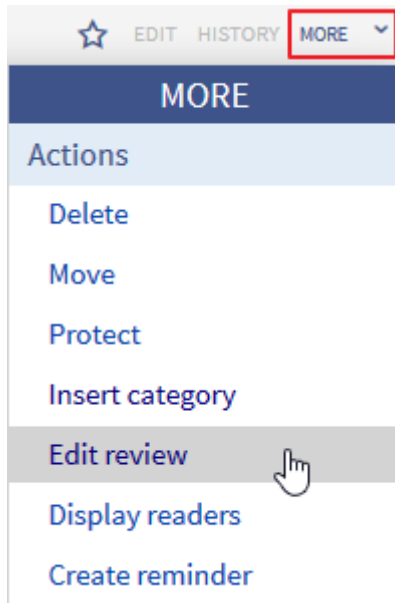 EDIT HISTORY MORE
MORE
Actions
Delete
Move
Protect
Insert category
Edit review
Display readers
Create reminder